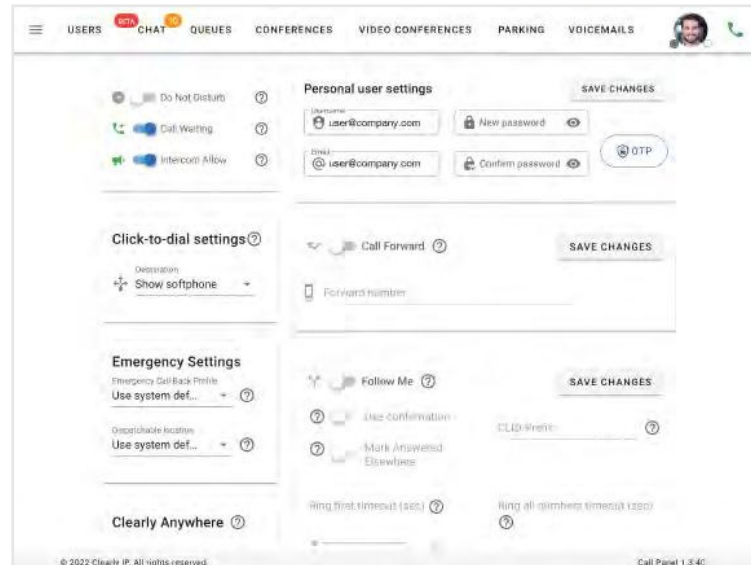 USERS BETA CHAT 10 QUEUES CONFERENCES VIDEO CONFERENCES PARKING VOICEMAILS
Do Not Disturb
Call Waiting
Intercom Allow
Personal user settings
SAVE CHANGES
Username
user@company.com
New password
Email
user@company.com
Confirm password
OTP
Click-to-dial settings
Destination
Show softphone
Call Forward
SAVE CHANGES
Forward number
Emergency Settings
Emergency Call-Back Profile
Use system def...
Dispatchable location
Use system def...
Follow Me
SAVE CHANGES
Use confirmation
CLID Prefix
Mark Answered
Elsewhere
Ring first timeout (sec)
Ring all numbers timeout (sec)
Clearly Anywhere
© 2022 Clearly IP. All rights reserved.
Call Panel 1.3.40